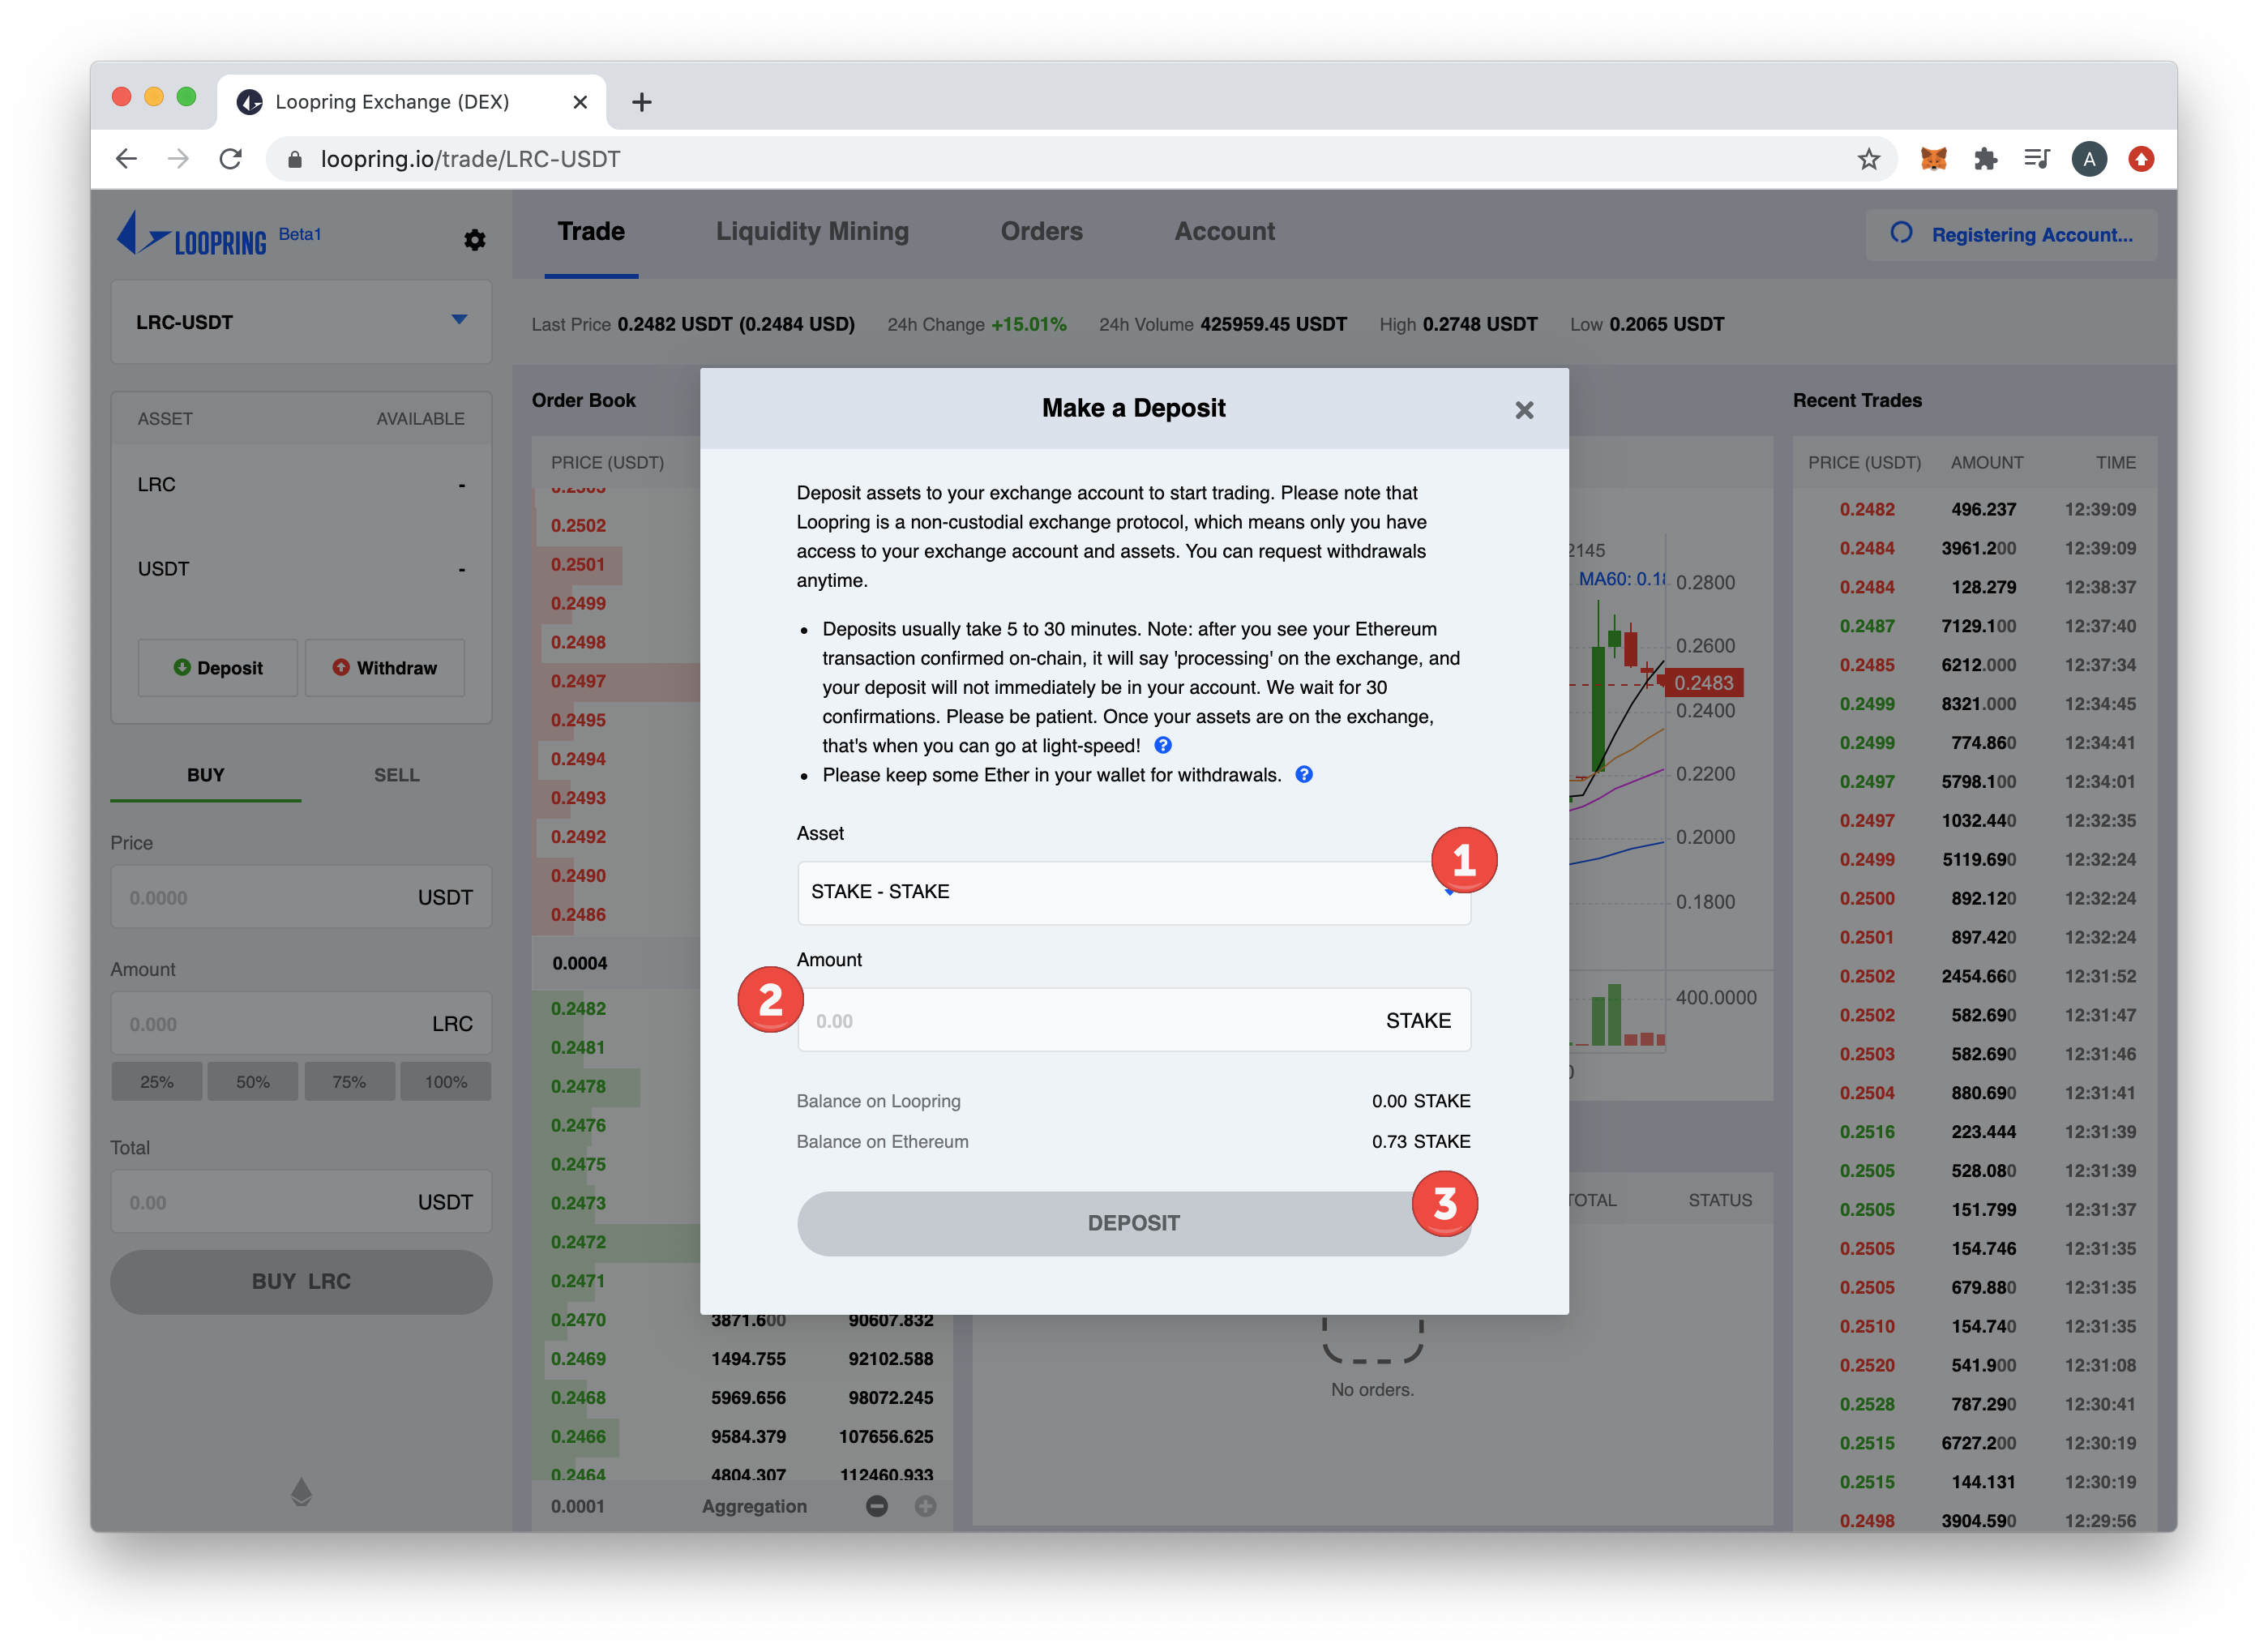 Loopring Exchange (DEX)
loopring.io/trade/LRC-USDT
A
LOOPRING Beta1
Trade Liquidity Mining Orders Account
Registering Account...
LRC-USDT
Last Price 0.2482 USDT (0.2484 USD) 24h Change +15.01% 24h Volume 425959.45 USDT High 0.2748 USDT Low 0.2065 USDT
ASSET AVAILABLE
LRC -
USDT -
Deposit Withdraw
BUY SELL
Price
0.0000 USDT
Amount
0.000 LRC
25% 50% 75% 100%
Total
0.00 USDT
BUY LRC
Order Book
PRICE (USDT)
0.2502
0.2501
0.2499
0.2498
0.2497
0.2495
0.2494
0.2493
0.2492
0.2490
0.2486
0.0004
0.2482
0.2481
0.2478
0.2476
0.2475
0.2473
0.2472
0.2471
0.2470 3871.600 90607.832
0.2469 1494.755 92102.588
0.2468 5969.656 98072.245
0.2466 9584.379 107656.625
0.2464 4804.307 112460.933
0.0001 Aggregation
Make a Deposit
Deposit assets to your exchange account to start trading. Please note that
Loopring is a non-custodial exchange protocol, which means only you have
access to your exchange account and assets. You can request withdrawals
anytime.
• Deposits usually take 5 to 30 minutes. Note: after you see your Ethereum
transaction confirmed on-chain, it will say 'processing' on the exchange, and
your deposit will not immediately be in your account. We wait for 30
confirmations. Please be patient. Once your assets are on the exchange,
that's when you can go at light-speed! ?
• Please keep some Ether in your wallet for withdrawals. ?
Asset
1
STAKE - STAKE
Amount
2
0.00 STAKE
Balance on Loopring 0.00 STAKE
Balance on Ethereum 0.73 STAKE
3
DEPOSIT
2145
MA60: 0.18
0.2800
0.2600
0.2483
0.2400
0.2200
0.2000
0.1800
400.0000
TOTAL STATUS
No orders.
Recent Trades
PRICE (USDT) AMOUNT TIME
0.2482 496.237 12:39:09
0.2484 3961.200 12:39:09
0.2484 128.279 12:38:37
0.2487 7129.100 12:37:40
0.2485 6212.000 12:37:34
0.2499 8321.000 12:34:45
0.2499 774.860 12:34:41
0.2497 5798.100 12:34:01
0.2497 1032.440 12:32:35
0.2499 5119.690 12:32:24
0.2500 892.120 12:32:24
0.2501 897.420 12:32:24
0.2502 2454.660 12:31:52
0.2502 582.690 12:31:47
0.2503 582.690 12:31:46
0.2504 880.690 12:31:41
0.2516 223.444 12:31:39
0.2505 528.080 12:31:39
0.2505 151.799 12:31:37
0.2505 154.746 12:31:35
0.2505 679.880 12:31:35
0.2510 154.740 12:31:35
0.2520 541.900 12:31:08
0.2528 787.290 12:30:41
0.2515 6727.200 12:30:19
0.2515 144.131 12:30:19
0.2498 3904.590 12:29:56